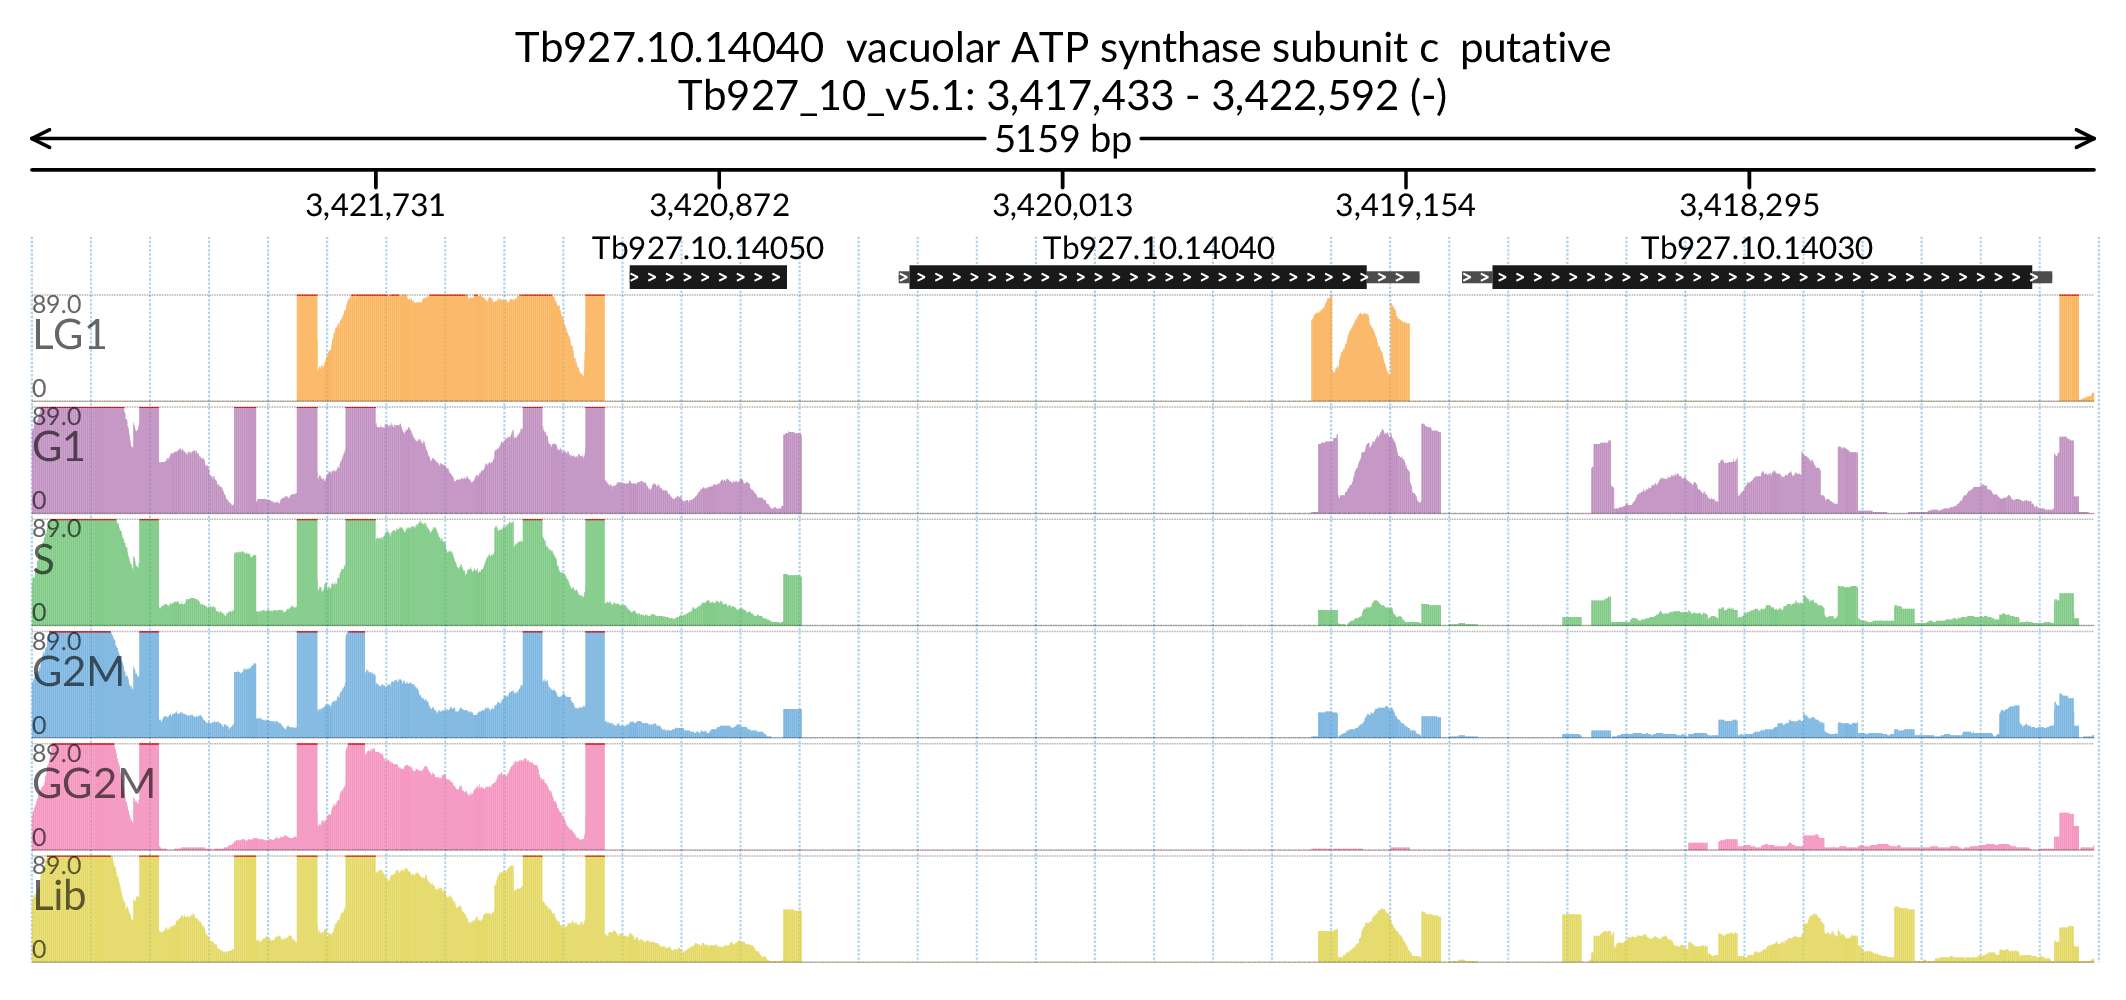 Tb927.10.14040  vacuolar ATP synthase subunit c  putative
Tb927_10_v5.1: 3,417,433 - 3,422,592 (-)
5159 bp
3,421,731 3,420,872 3,420,013 3,419,154 3,418,295
Tb927.10.14050 Tb927.10.14040 Tb927.10.14030
89.0
LG1
0
89.0
G1
0
89.0
S
0
89.0
G2M
0
89.0
GG2M
0
89.0
Lib
0